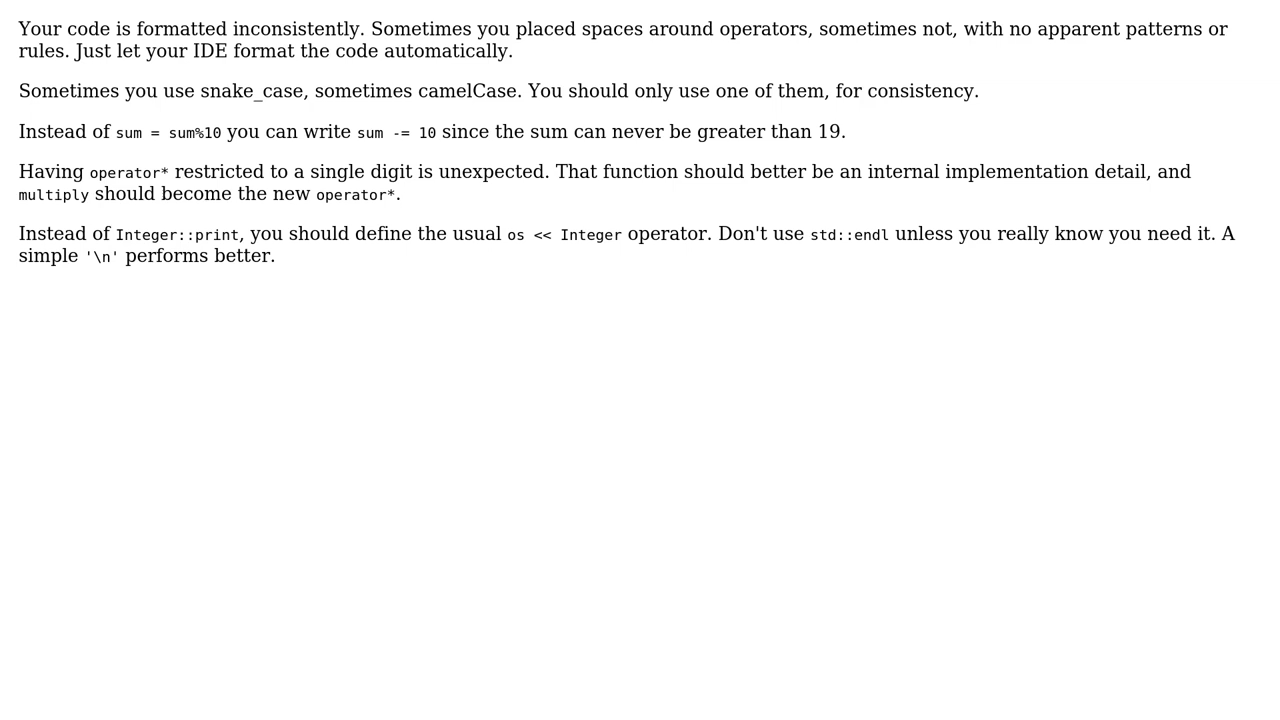 Your code is formatted inconsistently. Sometimes you placed spaces around operators, sometimes not, with no apparent patterns or
rules. Just let your IDE format the code automatically.
Sometimes you use snake_case, sometimes camelCase. You should only use one of them, for consistency.
Instead of sum = sum%10 you can write sum -= 10 since the sum can never be greater than 19.
Having operator* restricted to a single digit is unexpected. That function should better be an internal implementation detail, and
multiply should become the new operator*.
Instead of Integer::print, you should define the usual os << Integer operator. Don't use std::endl unless you really know you need it. A
simple '\n' performs better.